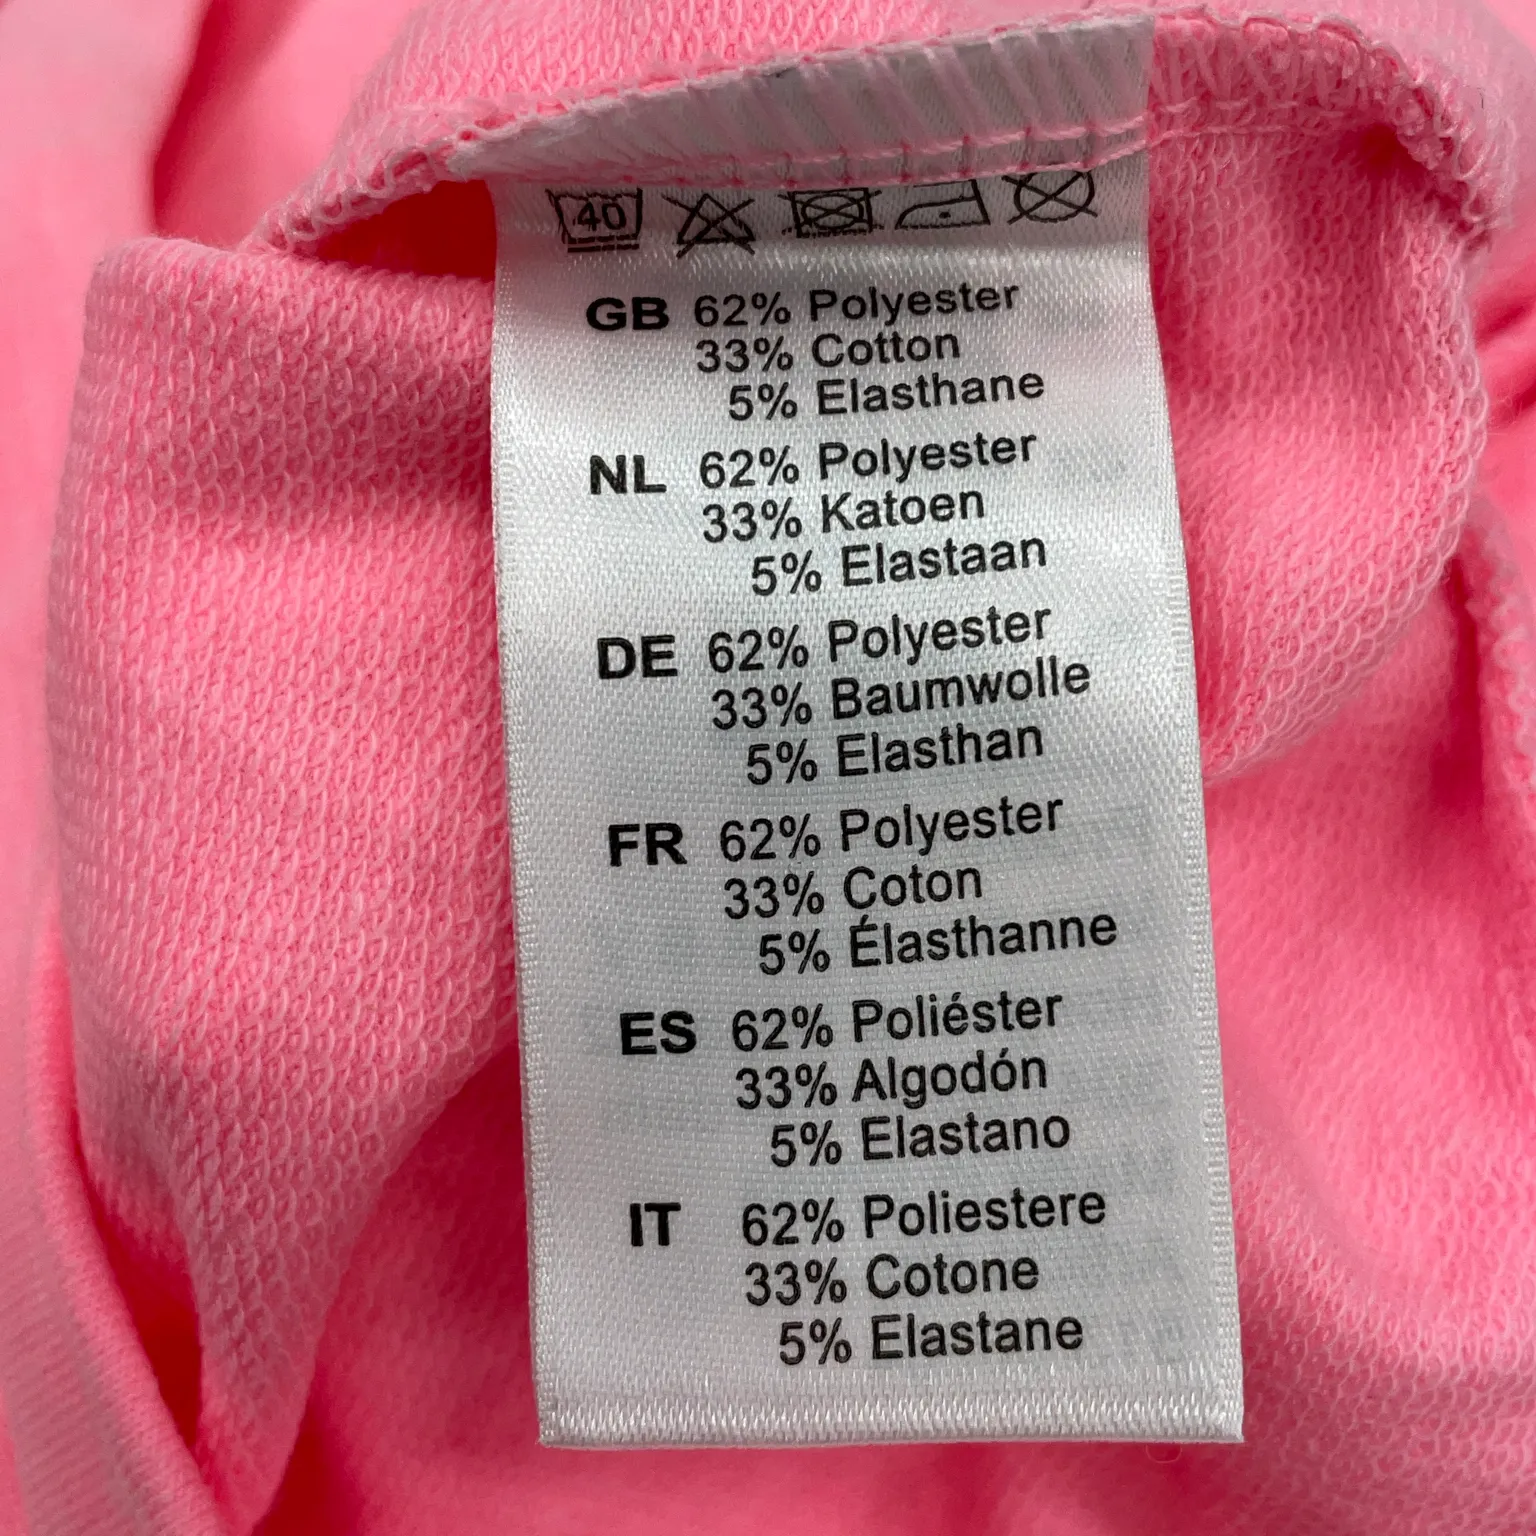 40
GB 62% Polyester
33% Cotton
5% Elasthane
NL 62% Polyester
33% Katoen
5% Elastaan
DE 62% Polyester
33% Baumwolle
5% Elasthan
FR 62% Polyester
33% Coton
5% Élasthanne
ES 62% Poliéster
33% Algodón
5% Elastano
IT 62% Poliestere
33% Cotone
5% Elastane